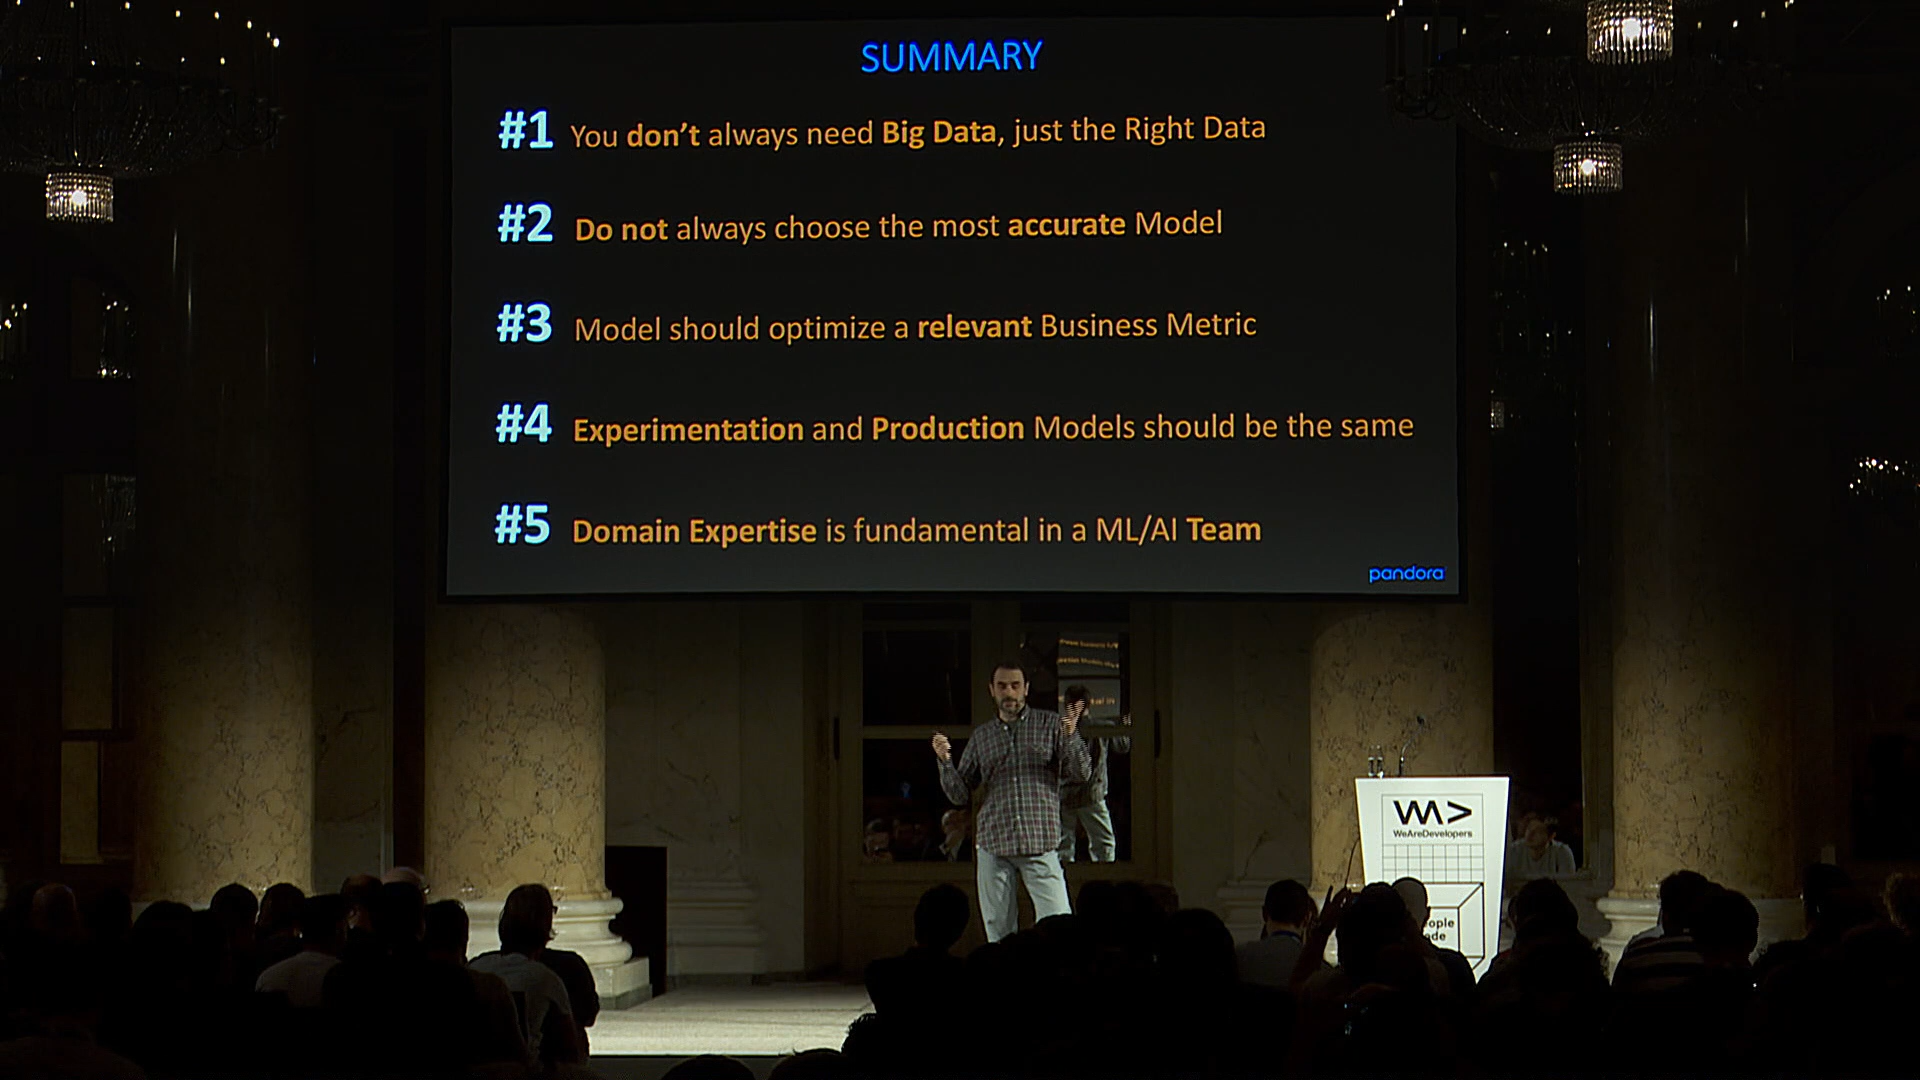 SUMMARY
#1 You don't always need Big Data, just the Right Data
#2 Do not always choose the most accurate Model
#3 Model should optimize a relevant Business Metric
#4 Experimentation and Production Models should be the same
#5 Domain Expertise is fundamental in a ML/AI Team
pandora
WeAreDevelopers